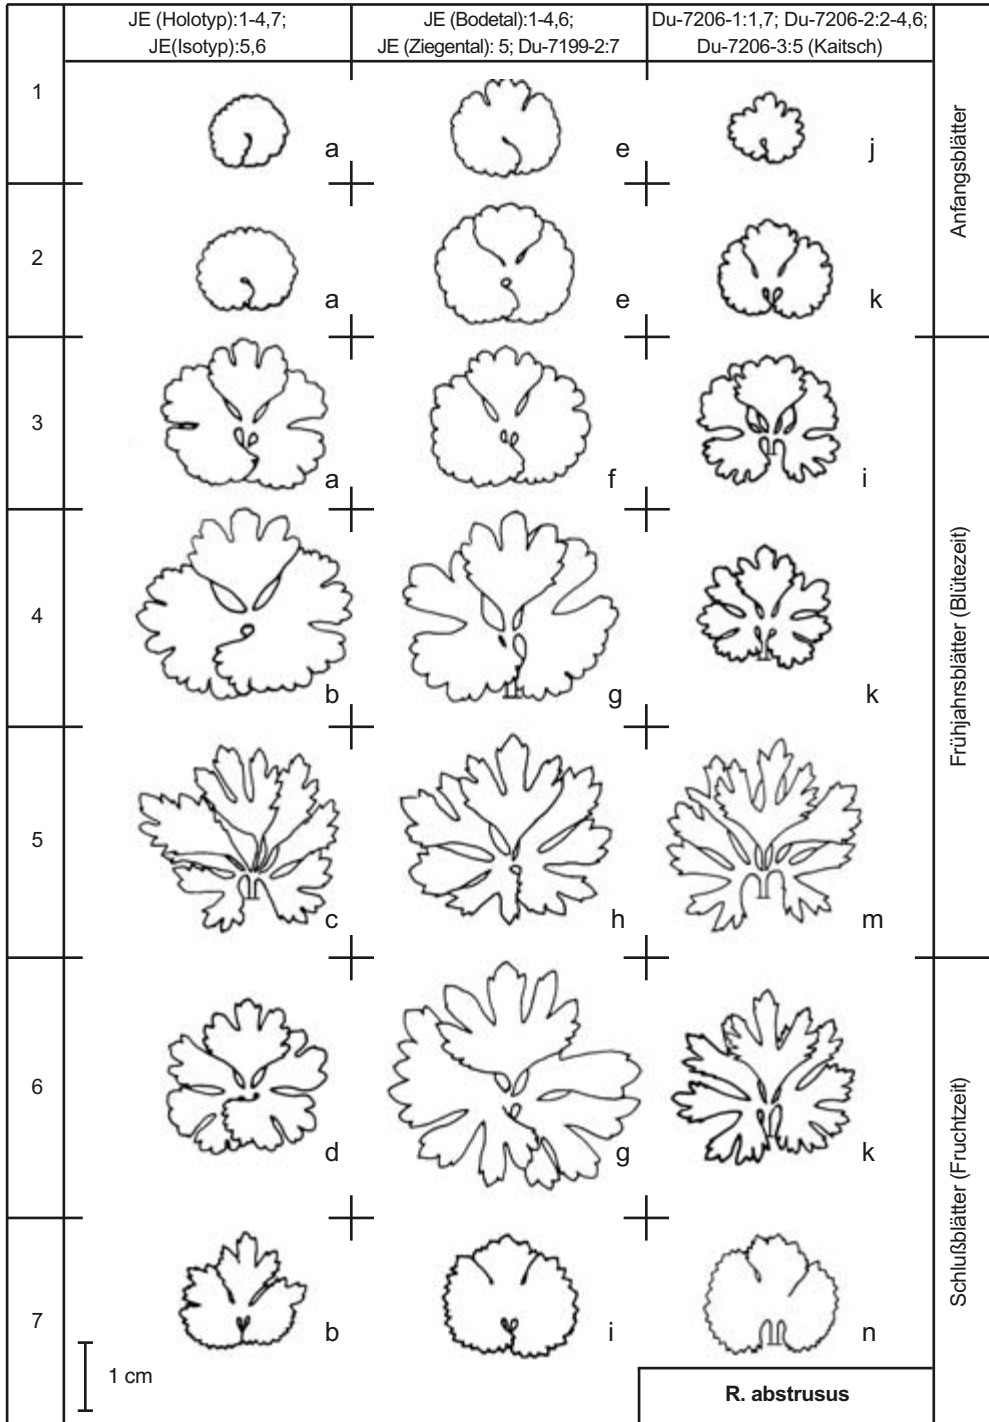 JE (Holotyp):1-4,7;
JE(Isotyp):5,6
JE (Bodetal):1-4,6;
JE (Ziegental): 5; Du-7199-2:7
Du-7206-1:1,7; Du-7206-2:2-4,6;
Du-7206-3:5 (Kaitsch)
1
a
e
j
Anfangsblätter
2
a
e
k
3
a
f
i
Frühjahrsblätter (Blütezeit)
4
b
g
k
5
c
h
m
6
d
g
k
Schlußblätter (Fruchtzeit)
7
b
i
n
1 cm
R. abstrusus